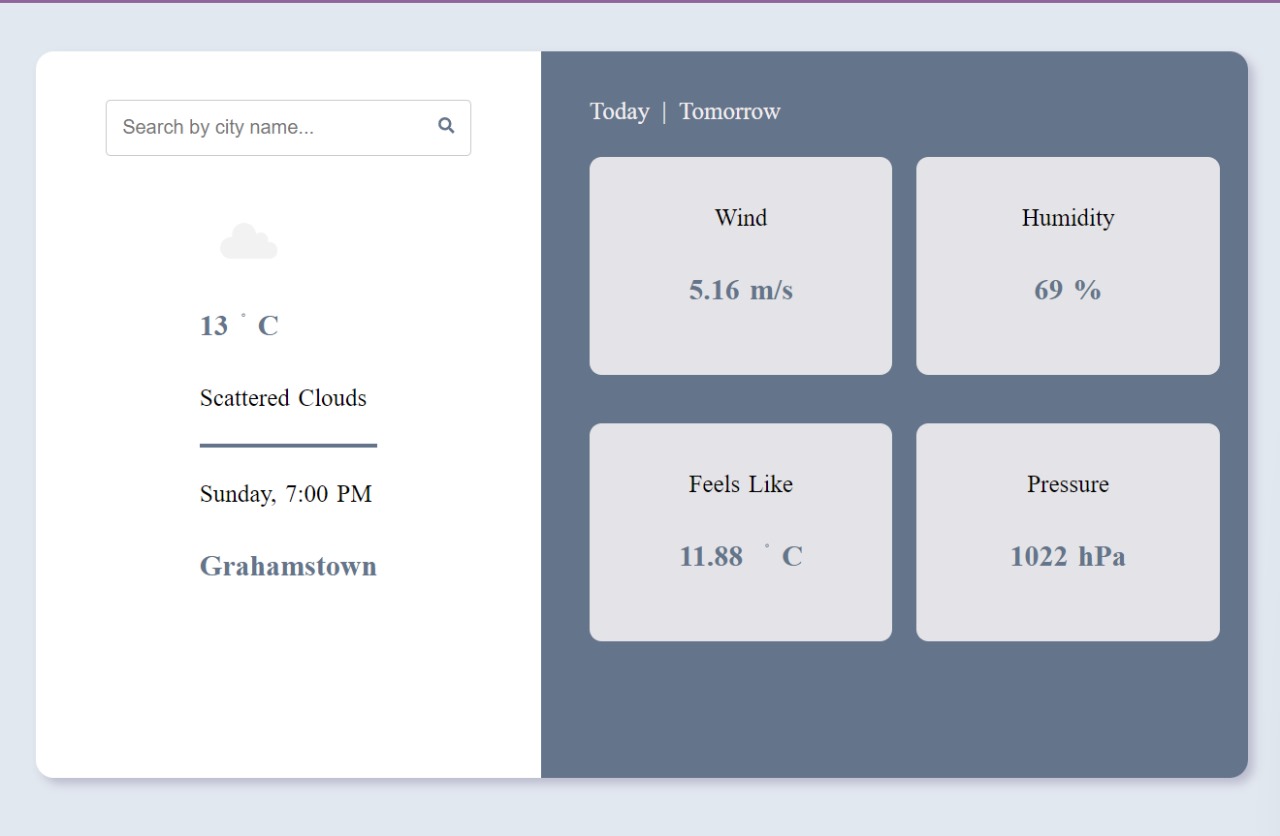 Search by city name...
13 ° C
Scattered Clouds
Sunday, 7:00 PM
Grahamstown
Today | Tomorrow
Wind
5.16 m/s
Humidity
69 %
Feels Like
11.88 ° C
Pressure
1022 hPa